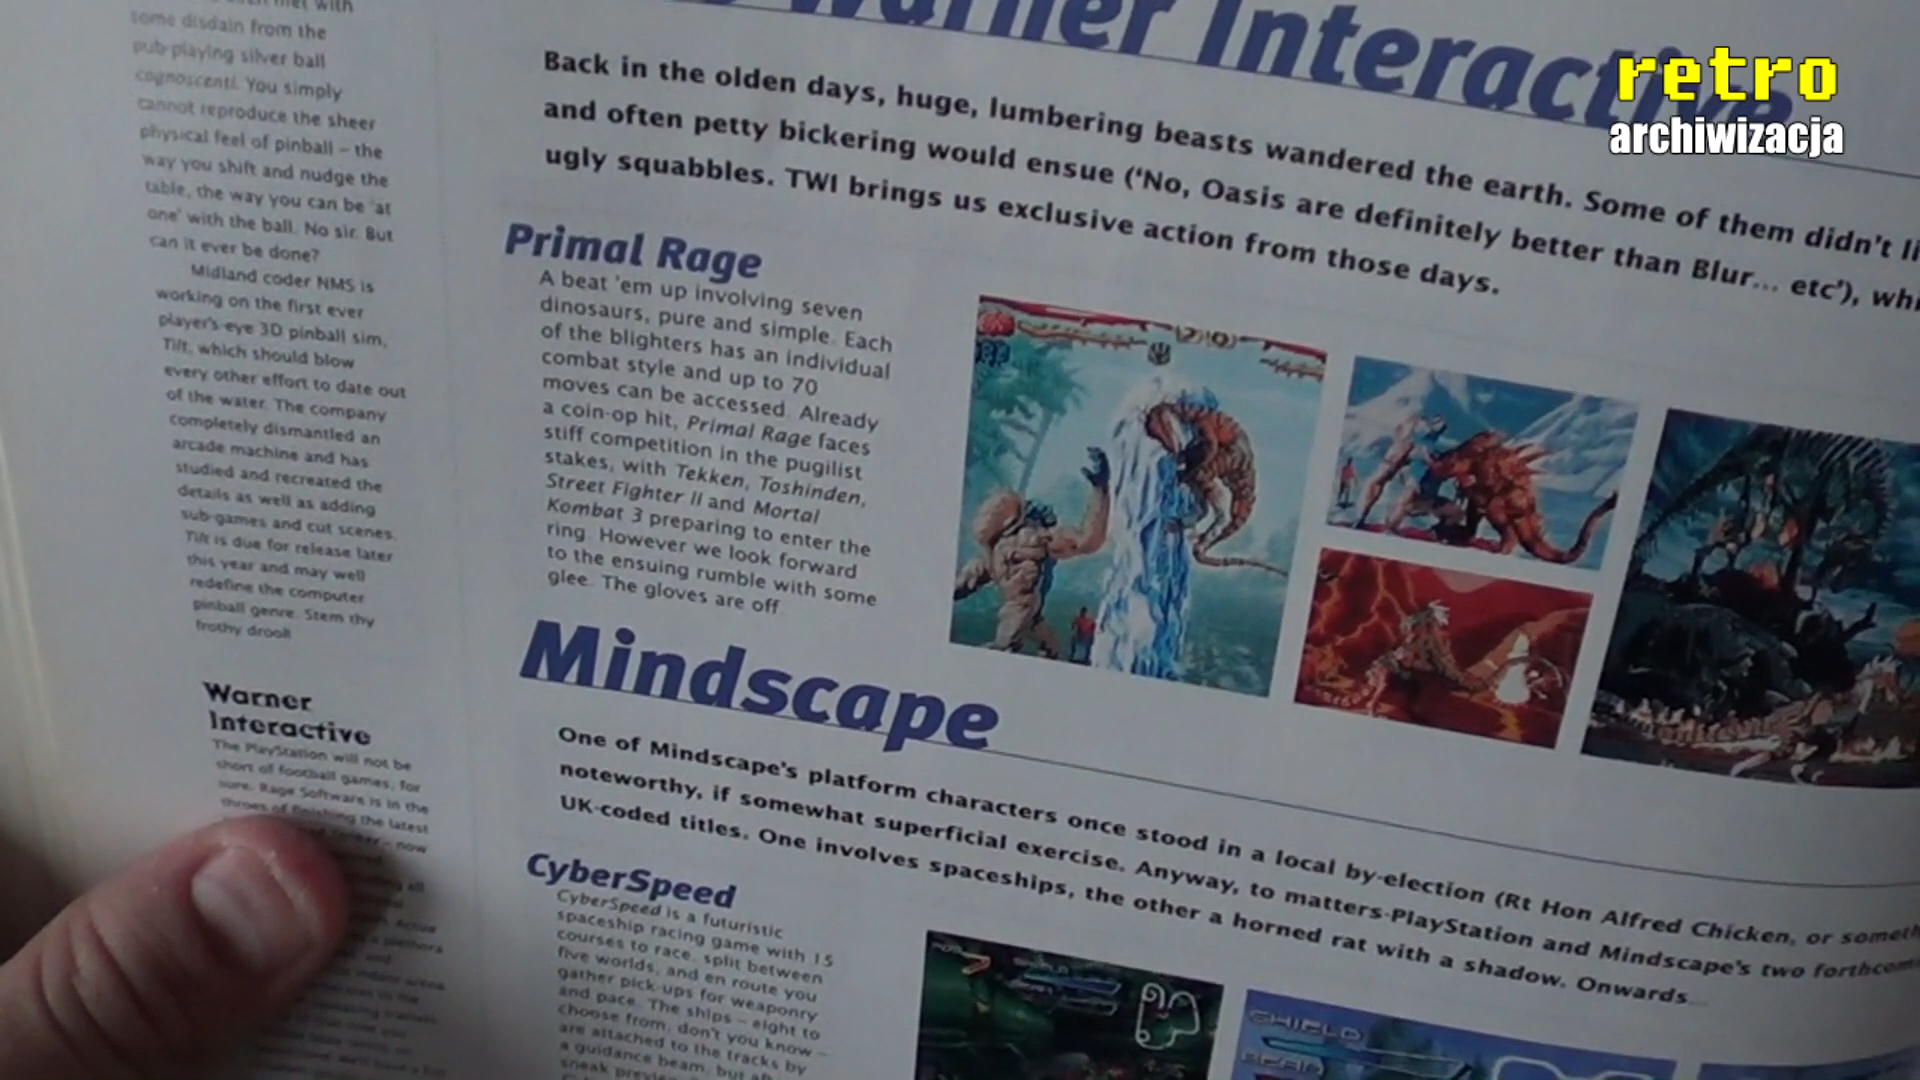 some disdain from the
pub-playing silver ball
cognoscenti. You simply
cannot reproduce the sheer
physical feel of pinball – the
way you shift and nudge the
table, the way you can be 'at
one' with the ball. No sir. But
can it ever be done?
Midland coder NMS is
working on the first ever
player's-eye 3D pinball sim,
Tilt, which should blow
every other effort to date out
of the water. The company
completely dismantled an
arcade machine and has
studied and recreated the
details as well as adding
sub-games and cut scenes.
Tilt is due for release later
this year and may well
redefine the computer
pinball genre. Stem thy
frothy drool!
Warner
Interactive
The PlayStation will not be
short of football games, for
sure. Rage Software is in the
throes of finishing the latest
now
Warner Interactive
Back in the olden days, huge, lumbering beasts wandered the earth. Some of them didn't
and often petty bickering would ensue ('No, Oasis are definitely better than Blur... etc'),
ugly squabbles. TWI brings us exclusive action from those days.
Primal Rage
A beat 'em up involving seven
dinosaurs, pure and simple. Each
of the blighters has an individual
combat style and up to 70
moves can be accessed. Already
a coin-op hit, Primal Rage faces
stiff competition in the pugilist
stakes, with Tekken, Toshinden,
Street Fighter II and Mortal
Kombat 3 preparing to enter the
ring. However we look forward
to the ensuing rumble with some
glee. The gloves are off
Mindscape
One of Mindscape's platform characters once stood in a local by-election (Rt Hon Alfred Chicken, or
noteworthy, if somewhat superficial exercise. Anyway, to matters-PlayStation and Mindscape's two
UK-coded titles. One involves spaceships, the other a horned rat with a shadow. Onwards...
CyberSpeed
CyberSpeed is a futuristic
spaceship racing game with 15
courses to race, split between
five worlds, and en route you
gather pick-ups for weaponry
and pace. The ships – eight to
choose from, don't you know –
are attached to the tracks by
a guidance beam, but
sneak
SHIELD
retro
archiwizacja